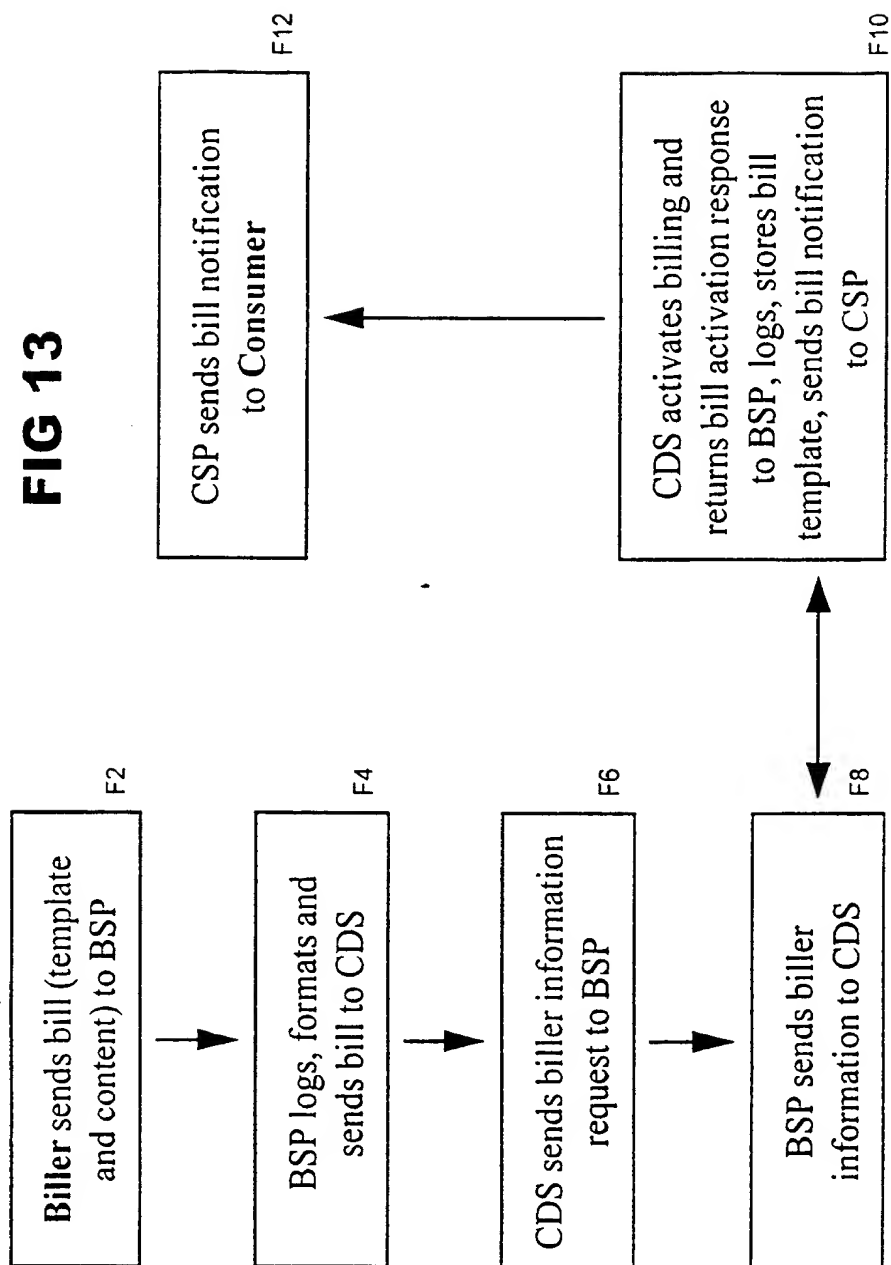 FIG 13
Biller sends bill (template
and content) to BSP
F2
BSP logs, formats and
sends bill to CDS
F4
CDS sends biller information
request to BSP
F6
BSP sends biller
information to CDS
F8
CDS activates billing and
returns bill activation response
to BSP, logs, stores bill
template, sends bill notification
to CSP
F10
CSP sends bill notification
to Consumer
F12